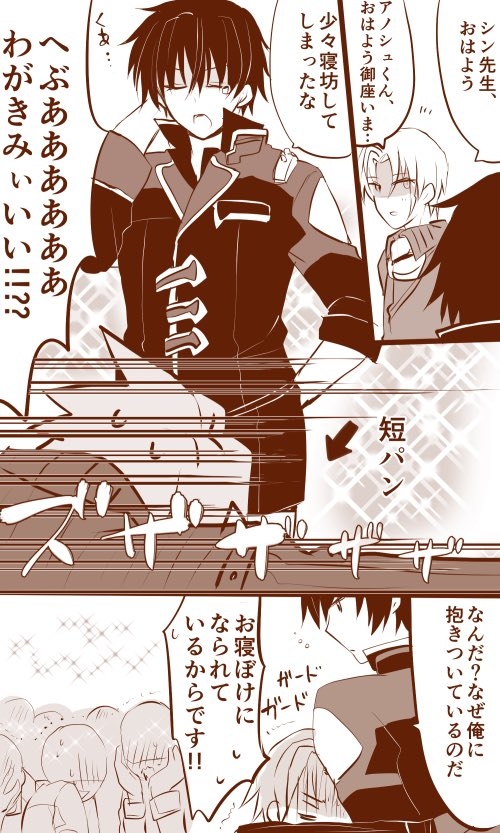 シン先生、
おはよう
アノシュくん、
おはよう御座いま…
少々寝坊して
しまったな
くぁ…
へぶあああああぁ
わがきみぃいい!!??
短パン
ズザザザザ
なんだ?なぜ俺に
抱きついているのだ
ガード
ガード
お寝ぼけに
なられて
いるからです!!